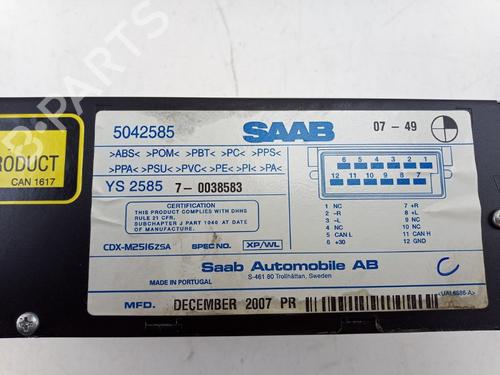 5042585 SAAB 07 - 49
>ABS< >POM< >PBT< >PC< >PPS<
>PPA< >PSU< >PVC< >PE< >PI< >PA<
YS 2585 7-0038583
PRODUCT
CAN 1617
CERTIFICATION
THIS PRODUCT COMPLIES WITH DHHS
RULE 21 CFR.
SUBCHAPTER J PART 1040 AT DATE
OF MANUFACTURE.
6 5 4 3 2 1
12 11 10 9 8 7
1 NC 7 +R
2 -R 8 +L
3 -L 9 NC
4 NC 10 NC
5 CAN L 11 CAN H
6 +30 12 GND
CDX-M2516ZSA SPEC NO. XP/WL
Saab Automobile AB
S-461 80 Trollhättan, Sweden
MADE IN PORTUGAL
MFD. DECEMBER 2007 PR